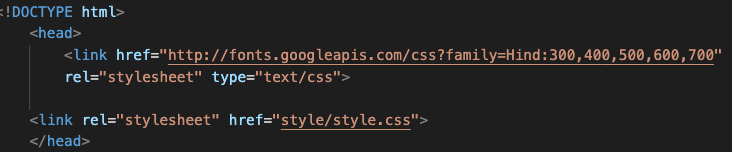 <!DOCTYPE html>
<head>
<link href="http://fonts.googleapis.com/css?family=Hind:300,400,500,600,700"
rel="stylesheet" type="text/css">
<link rel="stylesheet" href="style/style.css">
</head>